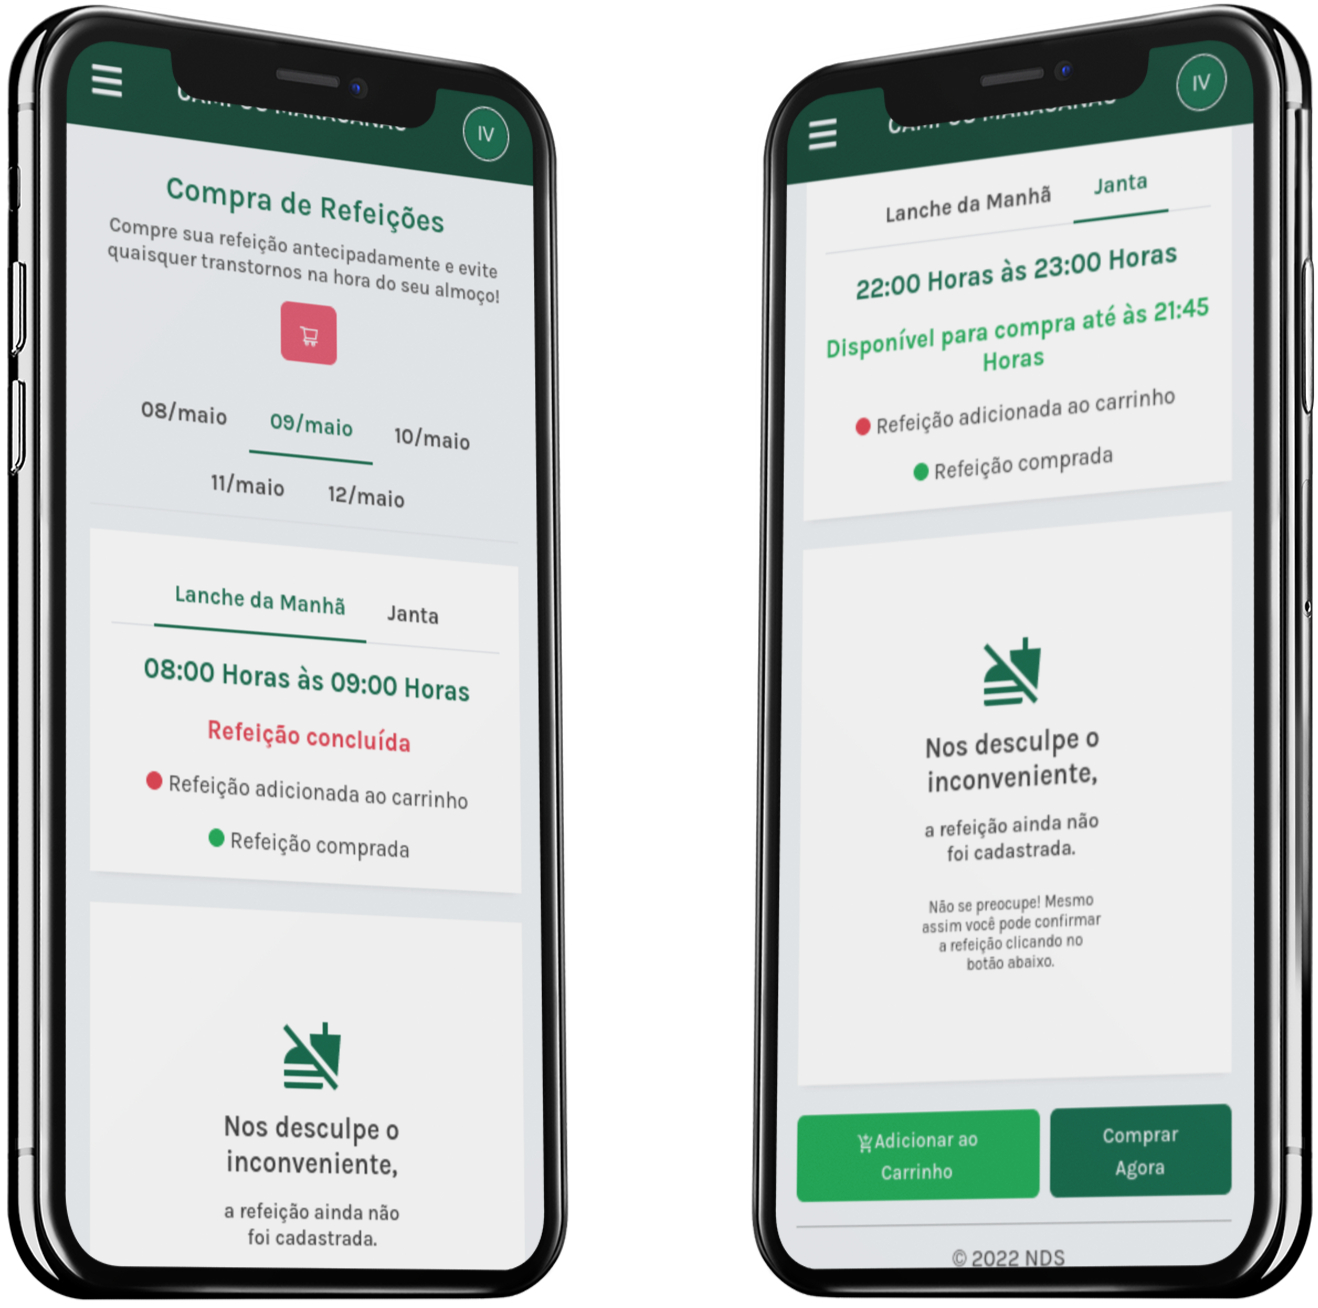 CAMPUS MARACANAÚ
IV
Compra de Refeições
Compre sua refeição antecipadamente e evite
quaisquer transtornos na hora do seu almoço!
08/maio
09/maio
10/maio
11/maio
12/maio
Lanche da Manhã
Janta
08:00 Horas às 09:00 Horas
Refeição concluída
Refeição adicionada ao carrinho
Refeição comprada
Nos desculpe o
inconveniente,
a refeição ainda não
foi cadastrada.
CAMPUS MARACANAÚ
IV
Lanche da Manhã
Janta
22:00 Horas às 23:00 Horas
Disponível para compra até às 21:45
Horas
Refeição adicionada ao carrinho
Refeição comprada
Nos desculpe o
inconveniente,
a refeição ainda não
foi cadastrada.
Não se preocupe! Mesmo
assim você pode confirmar
a refeição clicando no
botão abaixo.
Adicionar ao
Carrinho
Comprar
Agora
© 2022 NDS